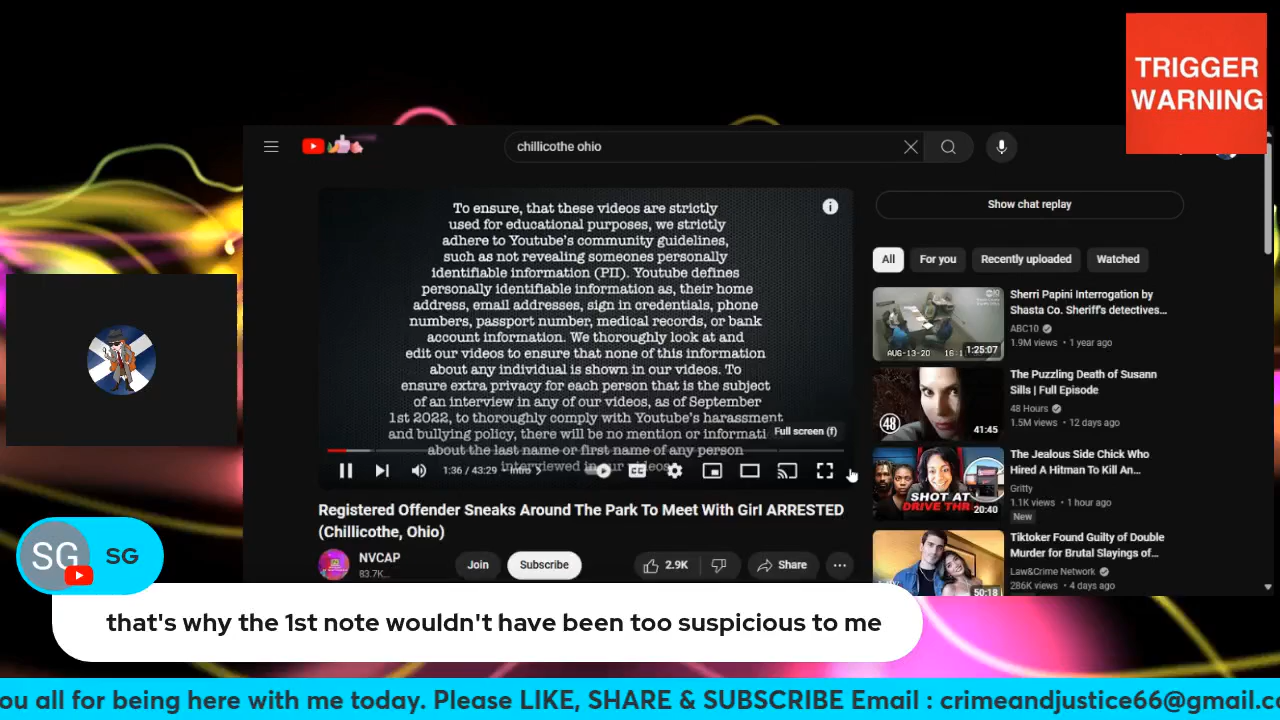 TRIGGER
WARNING
chillicothe ohio
To ensure, that these videos are strictly
used for educational purposes, we strictly
adhere to Youtube's community guidelines,
such as not revealing someones personally
identifiable information (PII). Youtube defines
personally identifiable information as, their home
address, email addresses, sign in credentials, phone
numbers, passport number, medical records, or bank
account information. We thoroughly look at and
edit our videos to ensure that none of this information
about any individual is shown in our videos. To
ensure extra privacy for each person that is the subject
of an interview in any of our videos, as of September
1st 2022, to thoroughly comply with Youtube's harassment
and bullying policy, there will be no mention or informati
about the last name or first name of any person
interviewed in our videos
Full screen (f)
1:36 / 43:29 Intro
Registered Offender Sneaks Around The Park To Meet With Girl ARRESTED
(Chillicothe, Ohio)
NVCAP
83.7K...
Join
Subscribe
2.9K
Share
Show chat replay
All
For you
Recently uploaded
Watched
AUG-13-20
1:25:07
Sherri Papini Interrogation by
Shasta Co. Sheriff's detectives...
ABC10
1.9M views • 1 year ago
48
41:45
The Puzzling Death of Susann
Sills | Full Episode
48 Hours
1.5M views • 12 days ago
SHOT AT
DRIVE THR
20:40
The Jealous Side Chick Who
Hired A Hitman To Kill An...
Gritty
1.1K views • 1 hour ago
New
50:18
Tiktoker Found Guilty of Double
Murder for Brutal Slayings of...
Law&Crime Network
286K views • 4 days ago
SG
SG
that's why the 1st note wouldn't have been too suspicious to me
ou all for being here with me today. Please LIKE, SHARE & SUBSCRIBE Email : crimeandjustice66@gmail.c